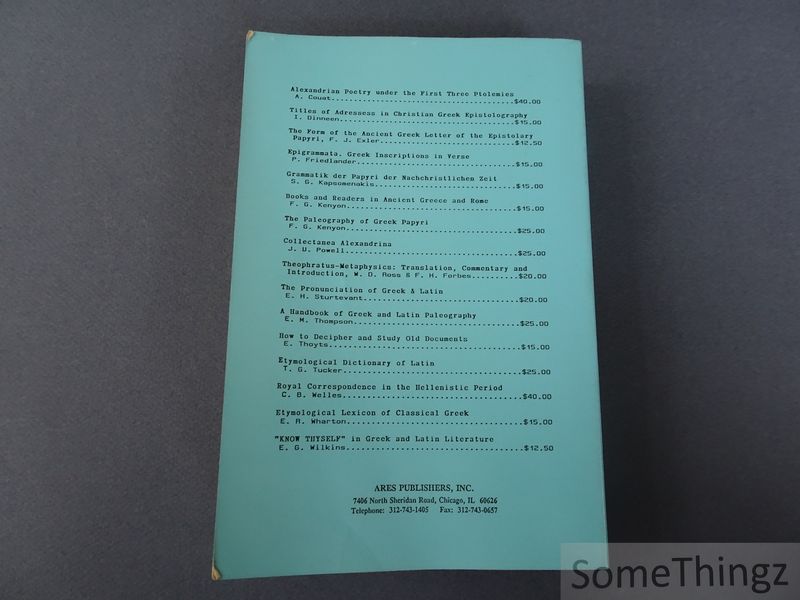 Alexandrian Poetry under the First Three Ptolemies
A. Couat........................................$40.00
Titles of Adresseas in Christian Greek Epistolography
I. Dinneen......................................$15.00
The Form of the Ancient Greek Letter of the Epistolary
Papyri, F. J. Exler.............................$12.50
Epigrammata. Greek Inscriptions in Verse
P. Friedlander..................................$15.00
Grammatik der Papyri der Nachchristlichen Zeit
S. G. Kapsomenakis..............................$15.00
Books and Readers in Ancient Greece and Rome
F. G. Kenyon....................................$15.00
The Paleography of Greek Papyri
F. G. Kenyon....................................$25.00
Collectanea Alexandrina
J. U. Powell....................................$25.00
Theophratus-Metaphysics: Translation, Commentary and
Introduction, W. D. Ross & F. H. Forbes.........$20.00
The Pronunciation of Greek & Latin
E. H. Sturtevant................................$20.00
A Handbook of Greek and Latin Paleography
E. M. Thompson..................................$25.00
How to Decipher and Study Old Documents
E. Thoyts.......................................$15.00
Etymological Dictionary of Latin
T. G. Tucker....................................$25.00
Royal Correspondence in the Hellenistic Period
C. B. Welles....................................$40.00
Etymological Lexicon of Classical Greek
E. R. Wharton...................................$15.00
"KNOW THYSELF" in Greek and Latin Literature
E. G. Wilkins...................................$12.50
ARES PUBLISHERS, INC.
7406 North Sheridan Road, Chicago, IL 60626
Telephone: 312-743-1405 Fax: 312-743-0657
SomeThingz